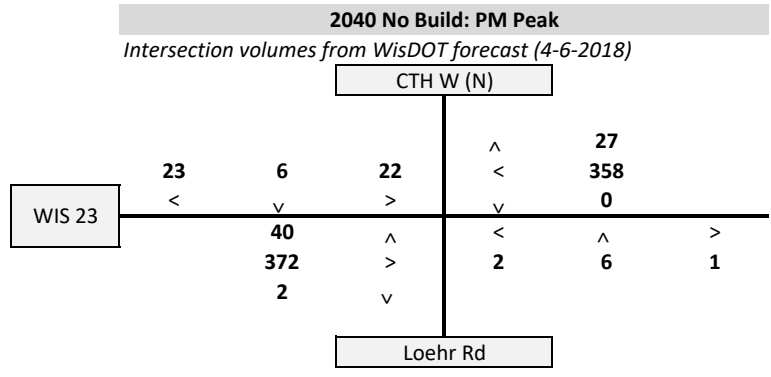 2040 No Build: PM Peak
Intersection volumes from WisDOT forecast (4-6-2018)
CTH W (N)
^ 27
23 6 22 < 358
< v > v 0
WIS 23
40 ^ < ^ >
372 > 2 6 1
2 v
Loehr Rd